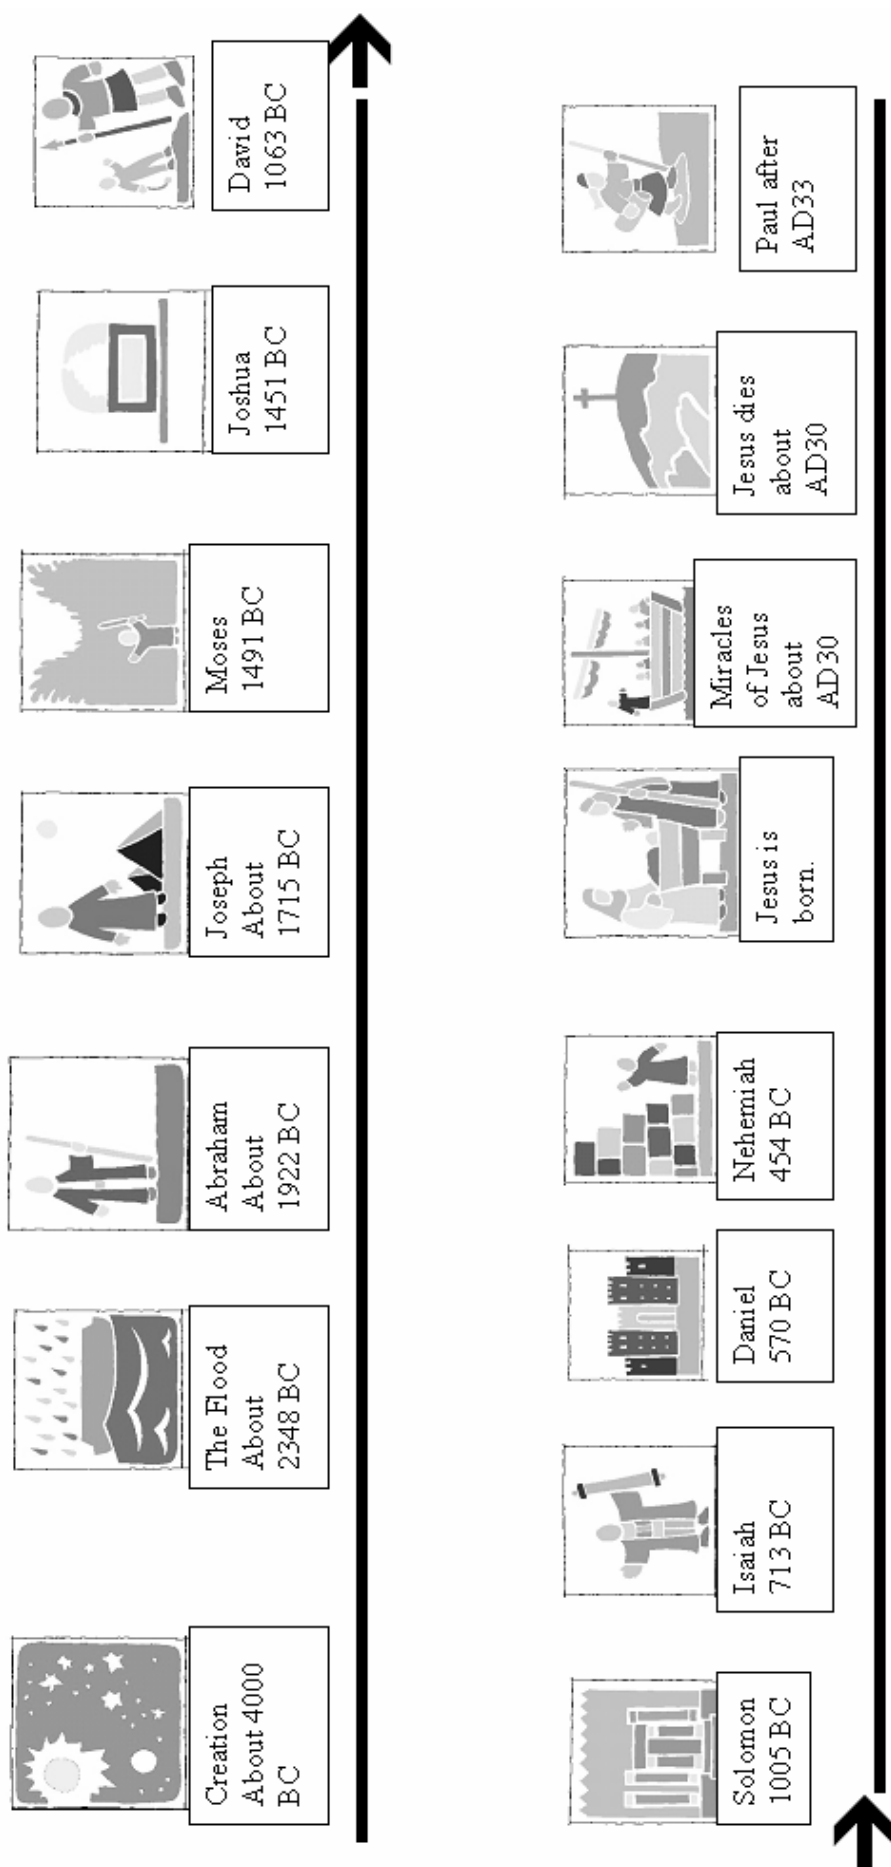 Creation
About 4000
BC
The Flood
About
2348 BC
Abraham
About
1922 BC
Joseph
About
1715 BC
Moses
1491 BC
Joshua
1451 BC
David
1063 BC
Solomon
1005 BC
Isaiah
713 BC
Daniel
570 BC
Nehemiah
454 BC
Jesus is
born.
Miracles
of Jesus
about
AD30
Jesus dies
about
AD30
Paul after
AD33